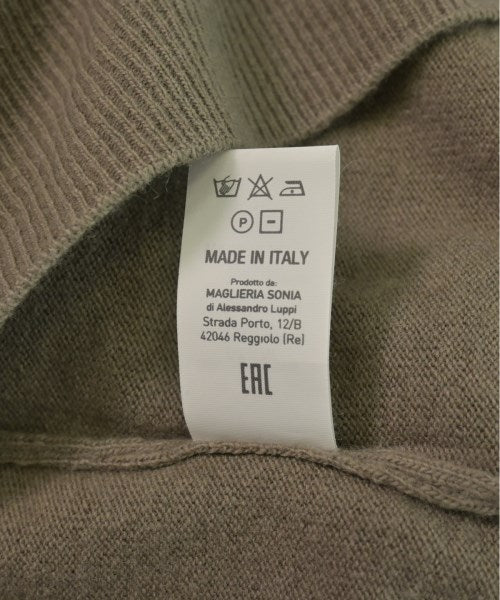 P
MADE IN ITALY
Prodotto da:
MAGLIERIA SONIA
di Alessandro Luppi
Strada Porto, 12/B
42046 Reggiolo (Re)
EAC